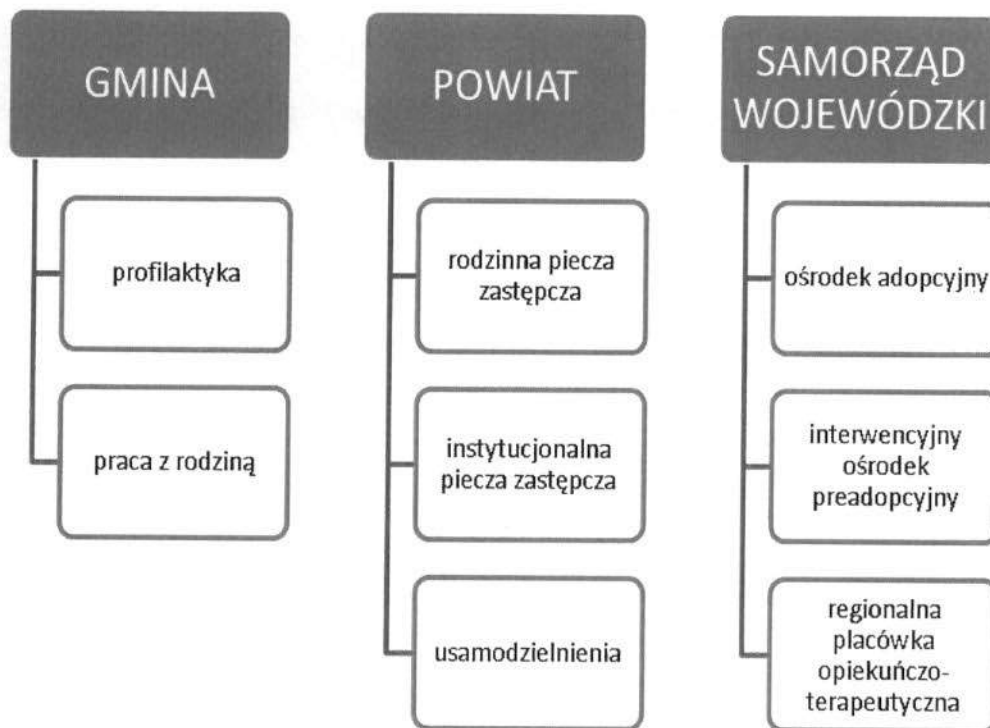 GMINA
profilaktyka
praca z rodziną
POWIAT
rodzinna piecza
zastępcza
instytucjonalna
piecza zastępcza
usamodzielnienia
SAMORZĄD
WOJEWÓDZKI
ośrodek adopcyjny
interwencyjny
ośrodek
preadopcyjny
regionalna
placówka
opiekuńczo-
terapeutyczna